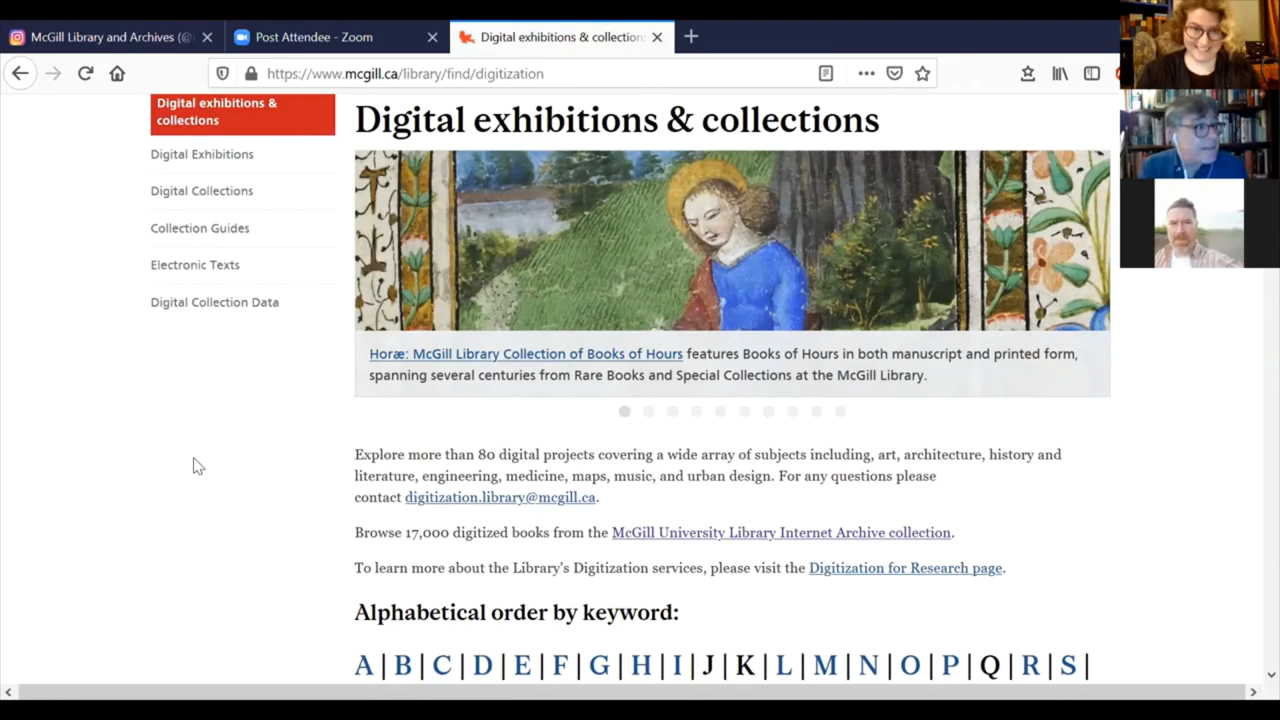 McGill Library and Archives (@
Post Attendee - Zoom
Digital exhibitions & collection
https://www.mcgill.ca/library/find/digitization
Digital exhibitions &
collections
Digital Exhibitions
Digital Collections
Collection Guides
Electronic Texts
Digital Collection Data
Digital exhibitions & collections
Horæ: McGill Library Collection of Books of Hours features Books of Hours in both manuscript and printed form,
spanning several centuries from Rare Books and Special Collections at the McGill Library.
Explore more than 80 digital projects covering a wide array of subjects including, art, architecture, history and
literature, engineering, medicine, maps, music, and urban design. For any questions please
contact digitization.library@mcgill.ca.
Browse 17,000 digitized books from the McGill University Library Internet Archive collection.
To learn more about the Library's Digitization services, please visit the Digitization for Research page.
Alphabetical order by keyword:
A | B | C | D | E | F | G | H | I | J | K | L | M | N | O | P | Q | R | S |